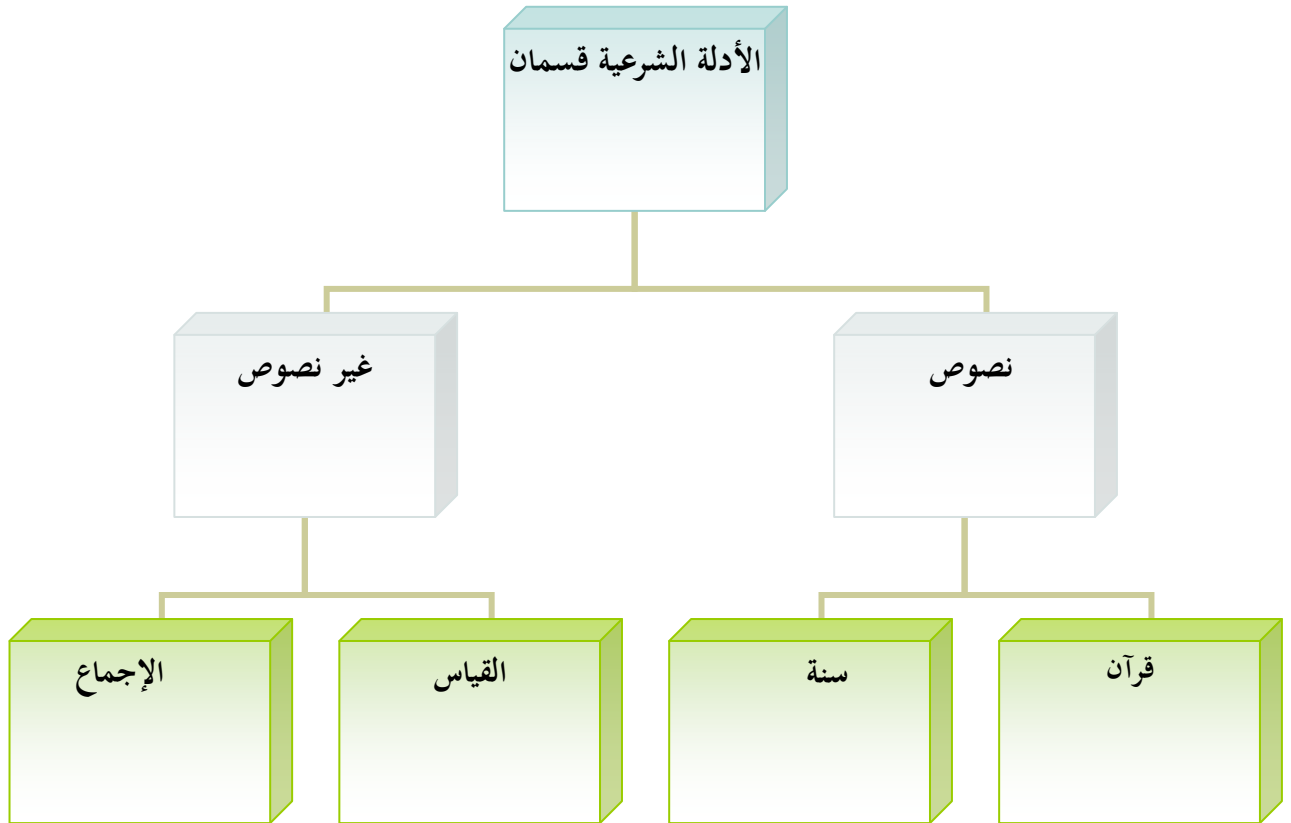 الأدلة الشرعية قسمان
نصوص
غير نصوص
قرآن
سنة
القياس
الإجماع